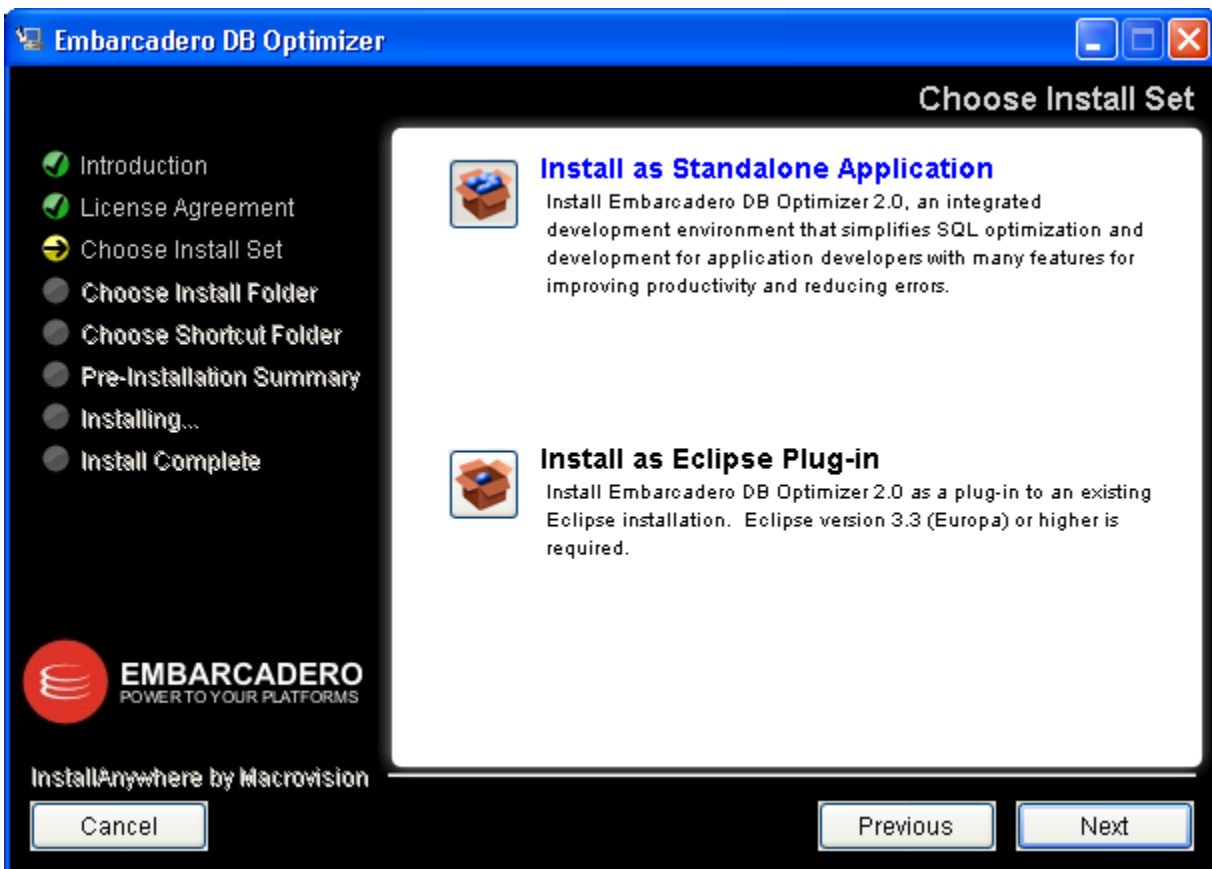 Embarcadero DB Optimizer
Choose Install Set
Introduction
License Agreement
Choose Install Set
Choose Install Folder
Choose Shortcut Folder
Pre-Installation Summary
Installing...
Install Complete
Install as Standalone Application
Install Embarcadero DB Optimizer 2.0, an integrated
development environment that simplifies SQL optimization and
development for application developers with many features for
improving productivity and reducing errors.
Install as Eclipse Plug-in
Install Embarcadero DB Optimizer 2.0 as a plug-in to an existing
Eclipse installation.  Eclipse version 3.3 (Europa) or higher is
required.
EMBARCADERO
POWER TO YOUR PLATFORMS
InstallAnywhere by Macrovision
Cancel
Previous
Next